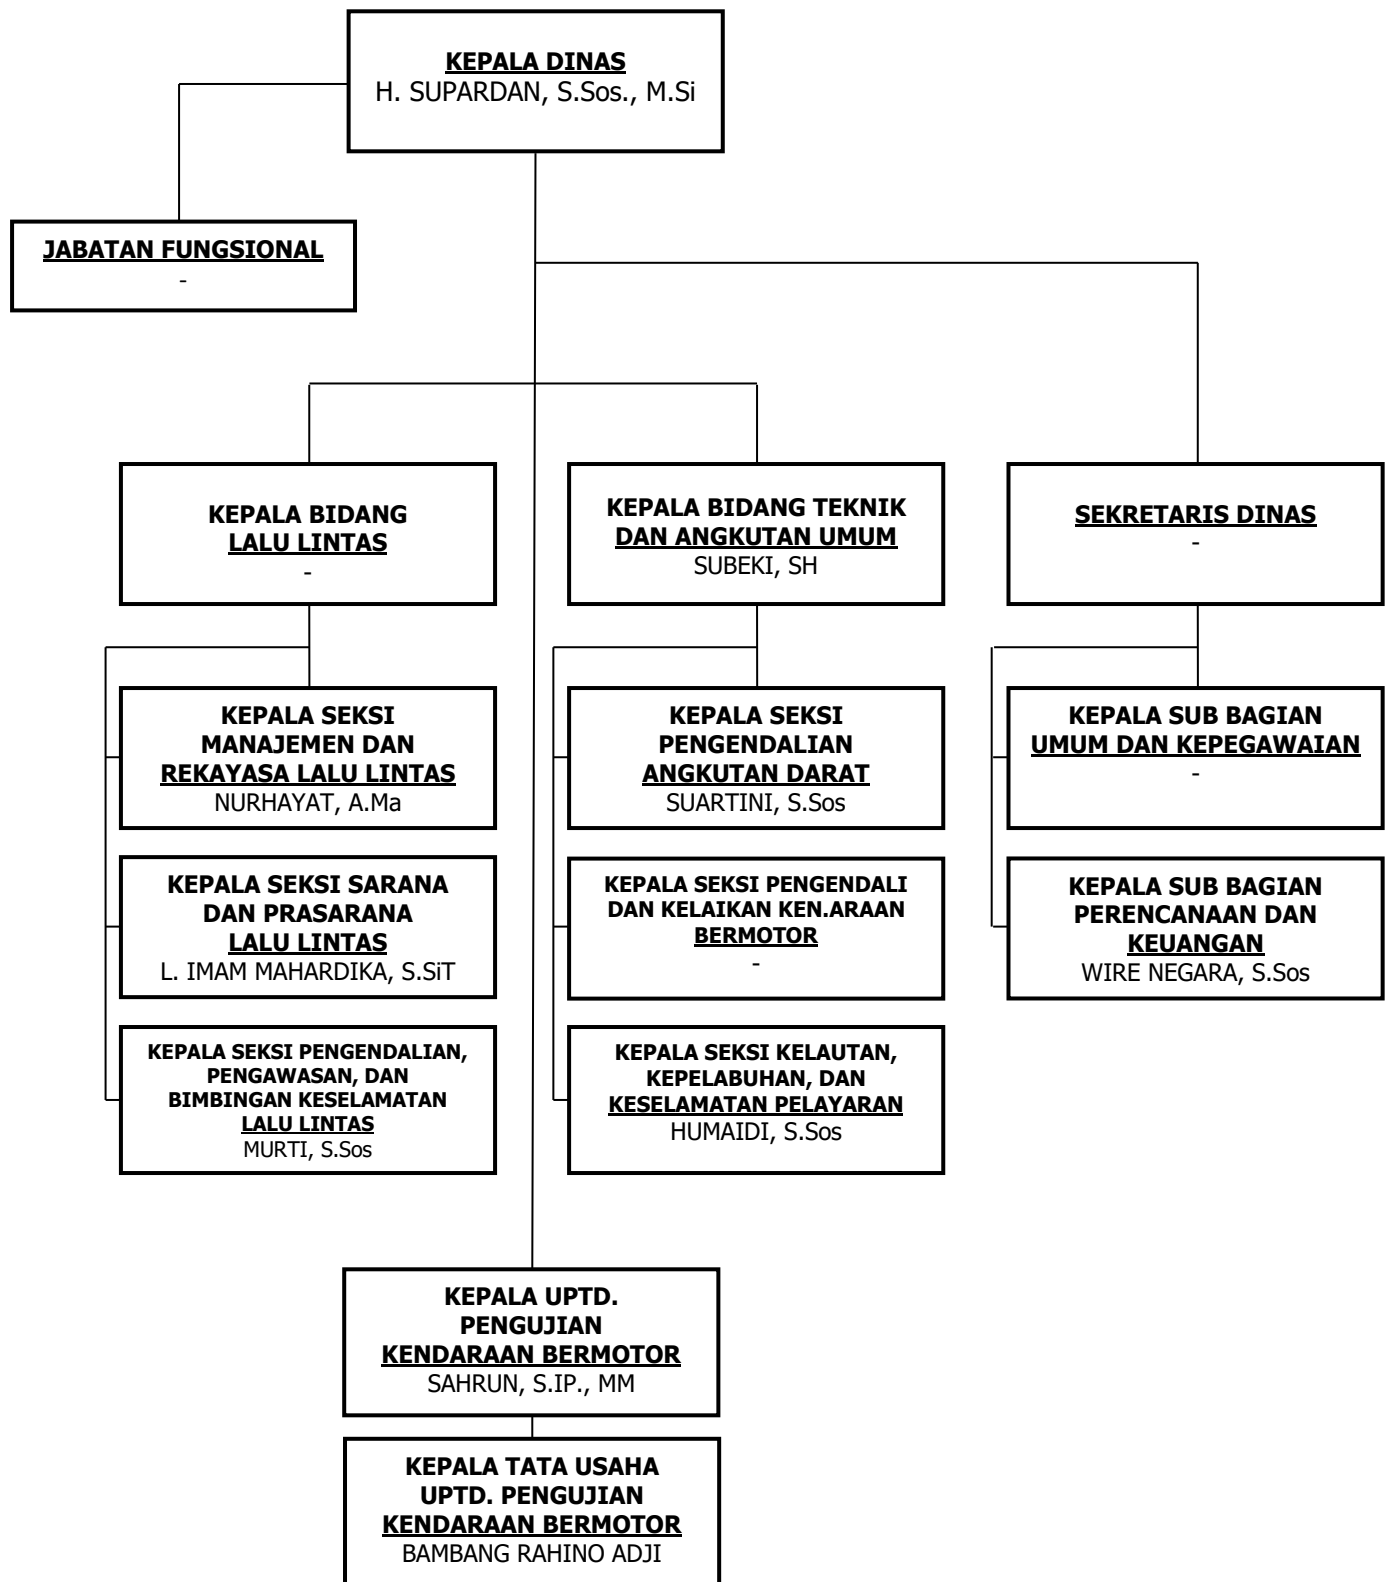 KEPALA DINAS
H. SUPARDAN, S.Sos., M.Si
JABATAN FUNGSIONAL
-
KEPALA BIDANG
LALU LINTAS
-
KEPALA BIDANG TEKNIK
DAN ANGKUTAN UMUM
SUBEKI, SH
SEKRETARIS DINAS
-
KEPALA SEKSI
MANAJEMEN DAN
REKAYASA LALU LINTAS
NURHAYAT, A.Ma
KEPALA SEKSI
PENGENDALIAN
ANGKUTAN DARAT
SUARTINI, S.Sos
KEPALA SUB BAGIAN
UMUM DAN KEPEGAWAIAN
-
KEPALA SEKSI SARANA
DAN PRASARANA
LALU LINTAS
L. IMAM MAHARDIKA, S.SiT
KEPALA SEKSI PENGENDALI
DAN KELAIKAN KEN.ARAAN
BERMOTOR
-
KEPALA SUB BAGIAN
PERENCANAAN DAN
KEUANGAN
WIRE NEGARA, S.Sos
KEPALA SEKSI PENGENDALIAN,
PENGAWASAN, DAN
BIMBINGAN KESELAMATAN
LALU LINTAS
MURTI, S.Sos
KEPALA SEKSI KELAUTAN,
KEPELABUHAN, DAN
KESELAMATAN PELAYARAN
HUMAIDI, S.Sos
KEPALA UPTD.
PENGUJIAN
KENDARAAN BERMOTOR
SAHRUN, S.IP., MM
KEPALA TATA USAHA
UPTD. PENGUJIAN
KENDARAAN BERMOTOR
BAMBANG RAHINO ADJI